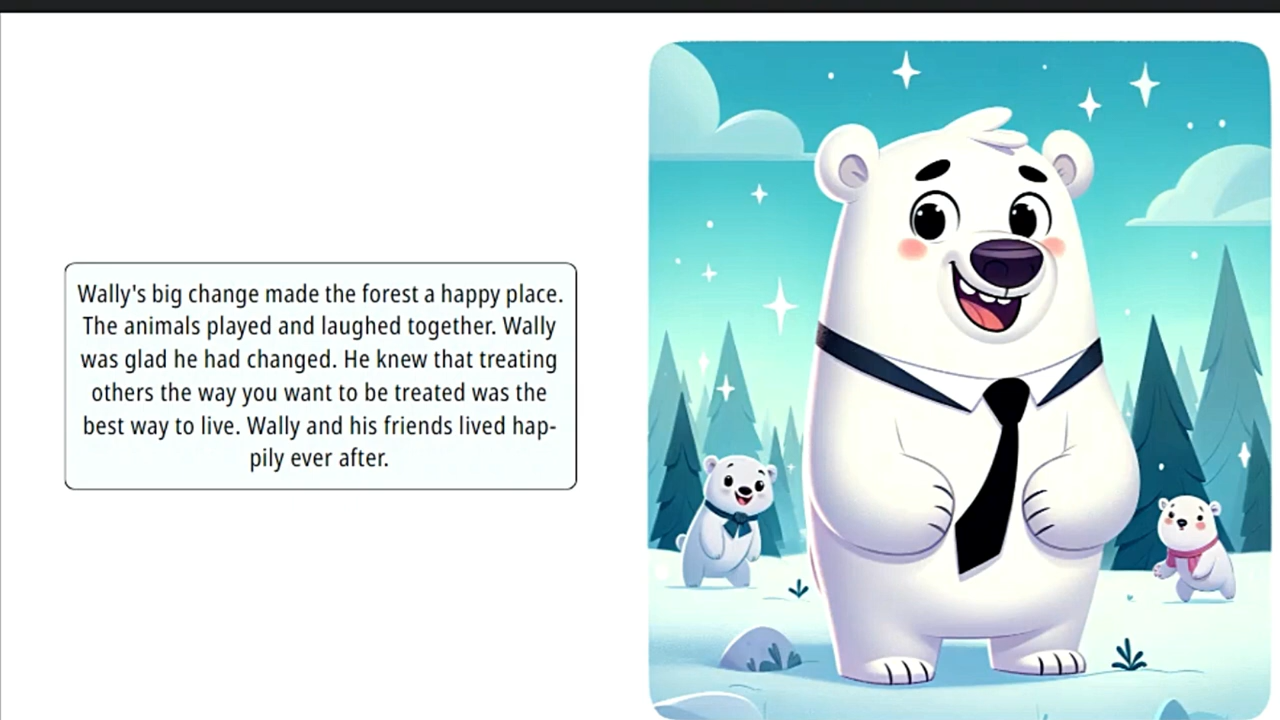 Wally's big change made the forest a happy place.
The animals played and laughed together. Wally
was glad he had changed. He knew that treating
others the way you want to be treated was the
best way to live. Wally and his friends lived hap-
pily ever after.